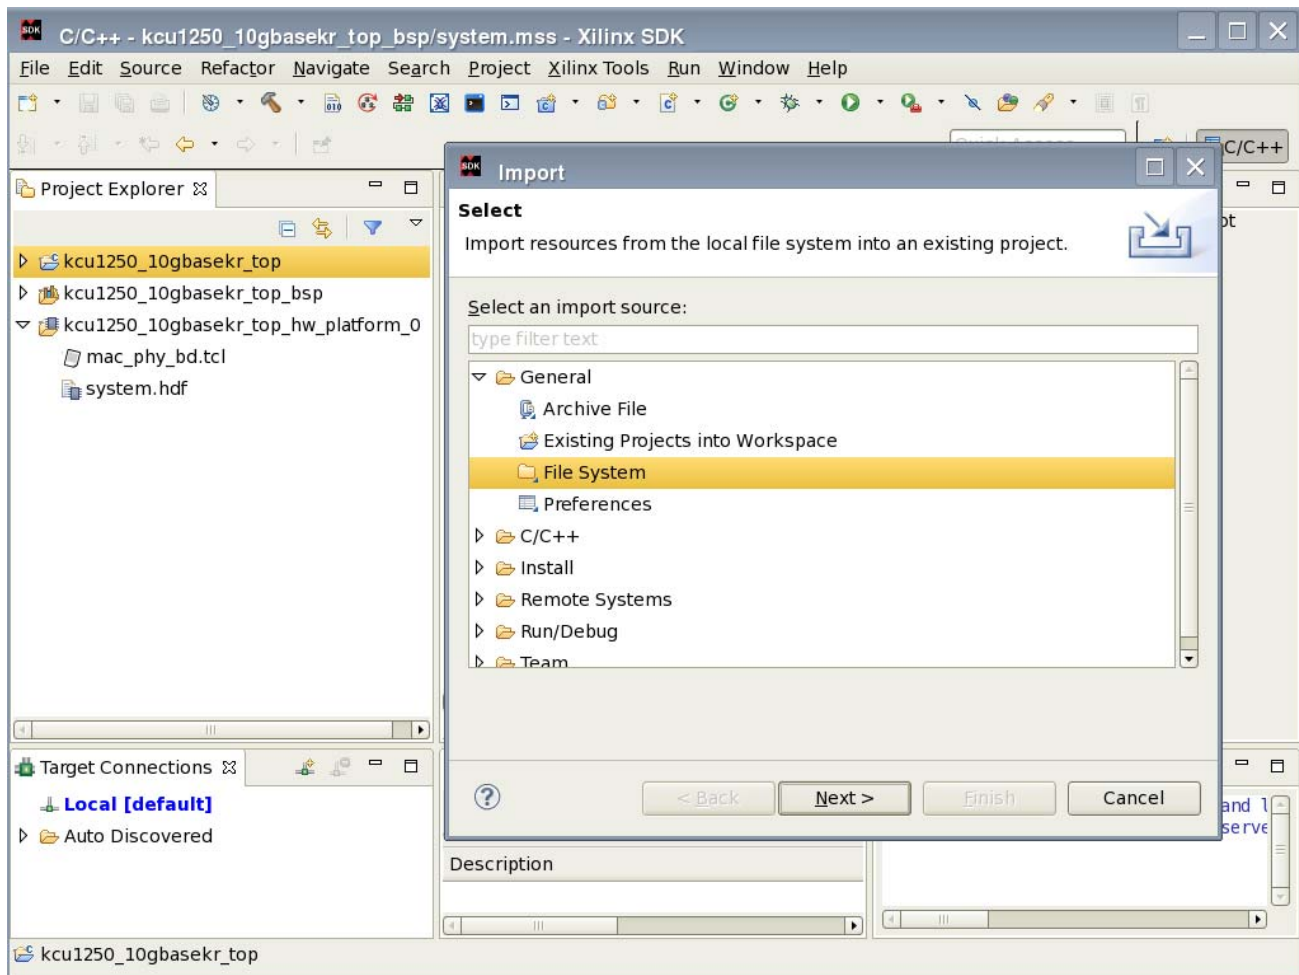 C/C++ - kcu1250_10gbasekr_top_bsp/system.mss - Xilinx SDK
File Edit Source Refactor Navigate Search Project Xilinx Tools Run Window Help
C/C++
Project Explorer
kcu1250_10gbasekr_top
kcu1250_10gbasekr_top_bsp
kcu1250_10gbasekr_top_hw_platform_0
mac_phy_bd.tcl
system.hdf
Import
Select
Import resources from the local file system into an existing project.
Select an import source:
type filter text
General
Archive File
Existing Projects into Workspace
File System
Preferences
C/C++
Install
Remote Systems
Run/Debug
Team
< Back Next > Finish Cancel
Target Connections
Local [default]
Auto Discovered
Description
and l
serve
kcu1250_10gbasekr_top